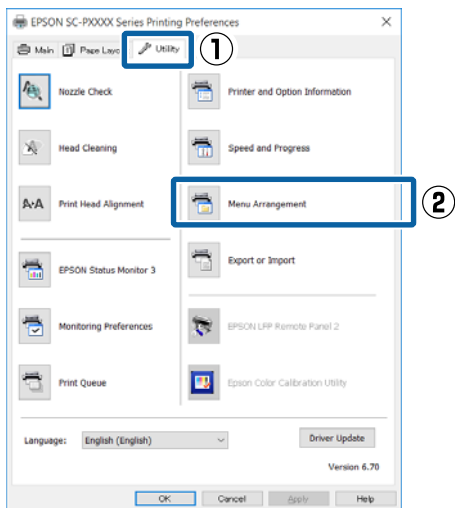 EPSON SC-PXXXX Series Printing Preferences
Main Page Layo Utility
1
Nozzle Check
Printer and Option Information
Head Cleaning
Speed and Progress
A·A Print Head Alignment
Menu Arrangement
2
EPSON Status Monitor 3
Export or Import
Monitoring Preferences
EPSON LFP Remote Panel 2
Print Queue
Epson Color Calibration Utility
Language: English (English)
Driver Update
Version 6.70
OK Cancel Apply Help